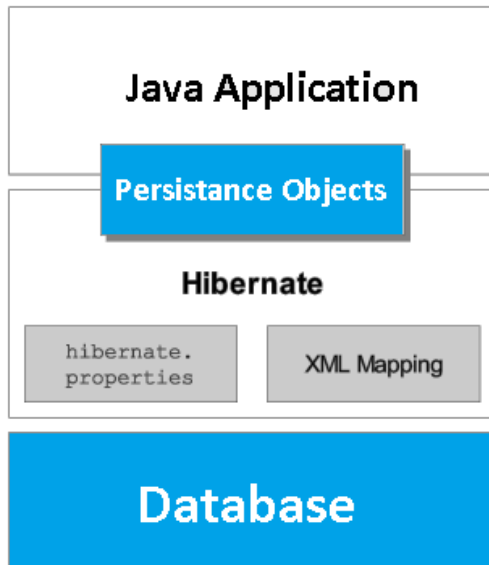 Java Application
Persistance Objects
Hibernate
hibernate.
properties
XML Mapping
Database